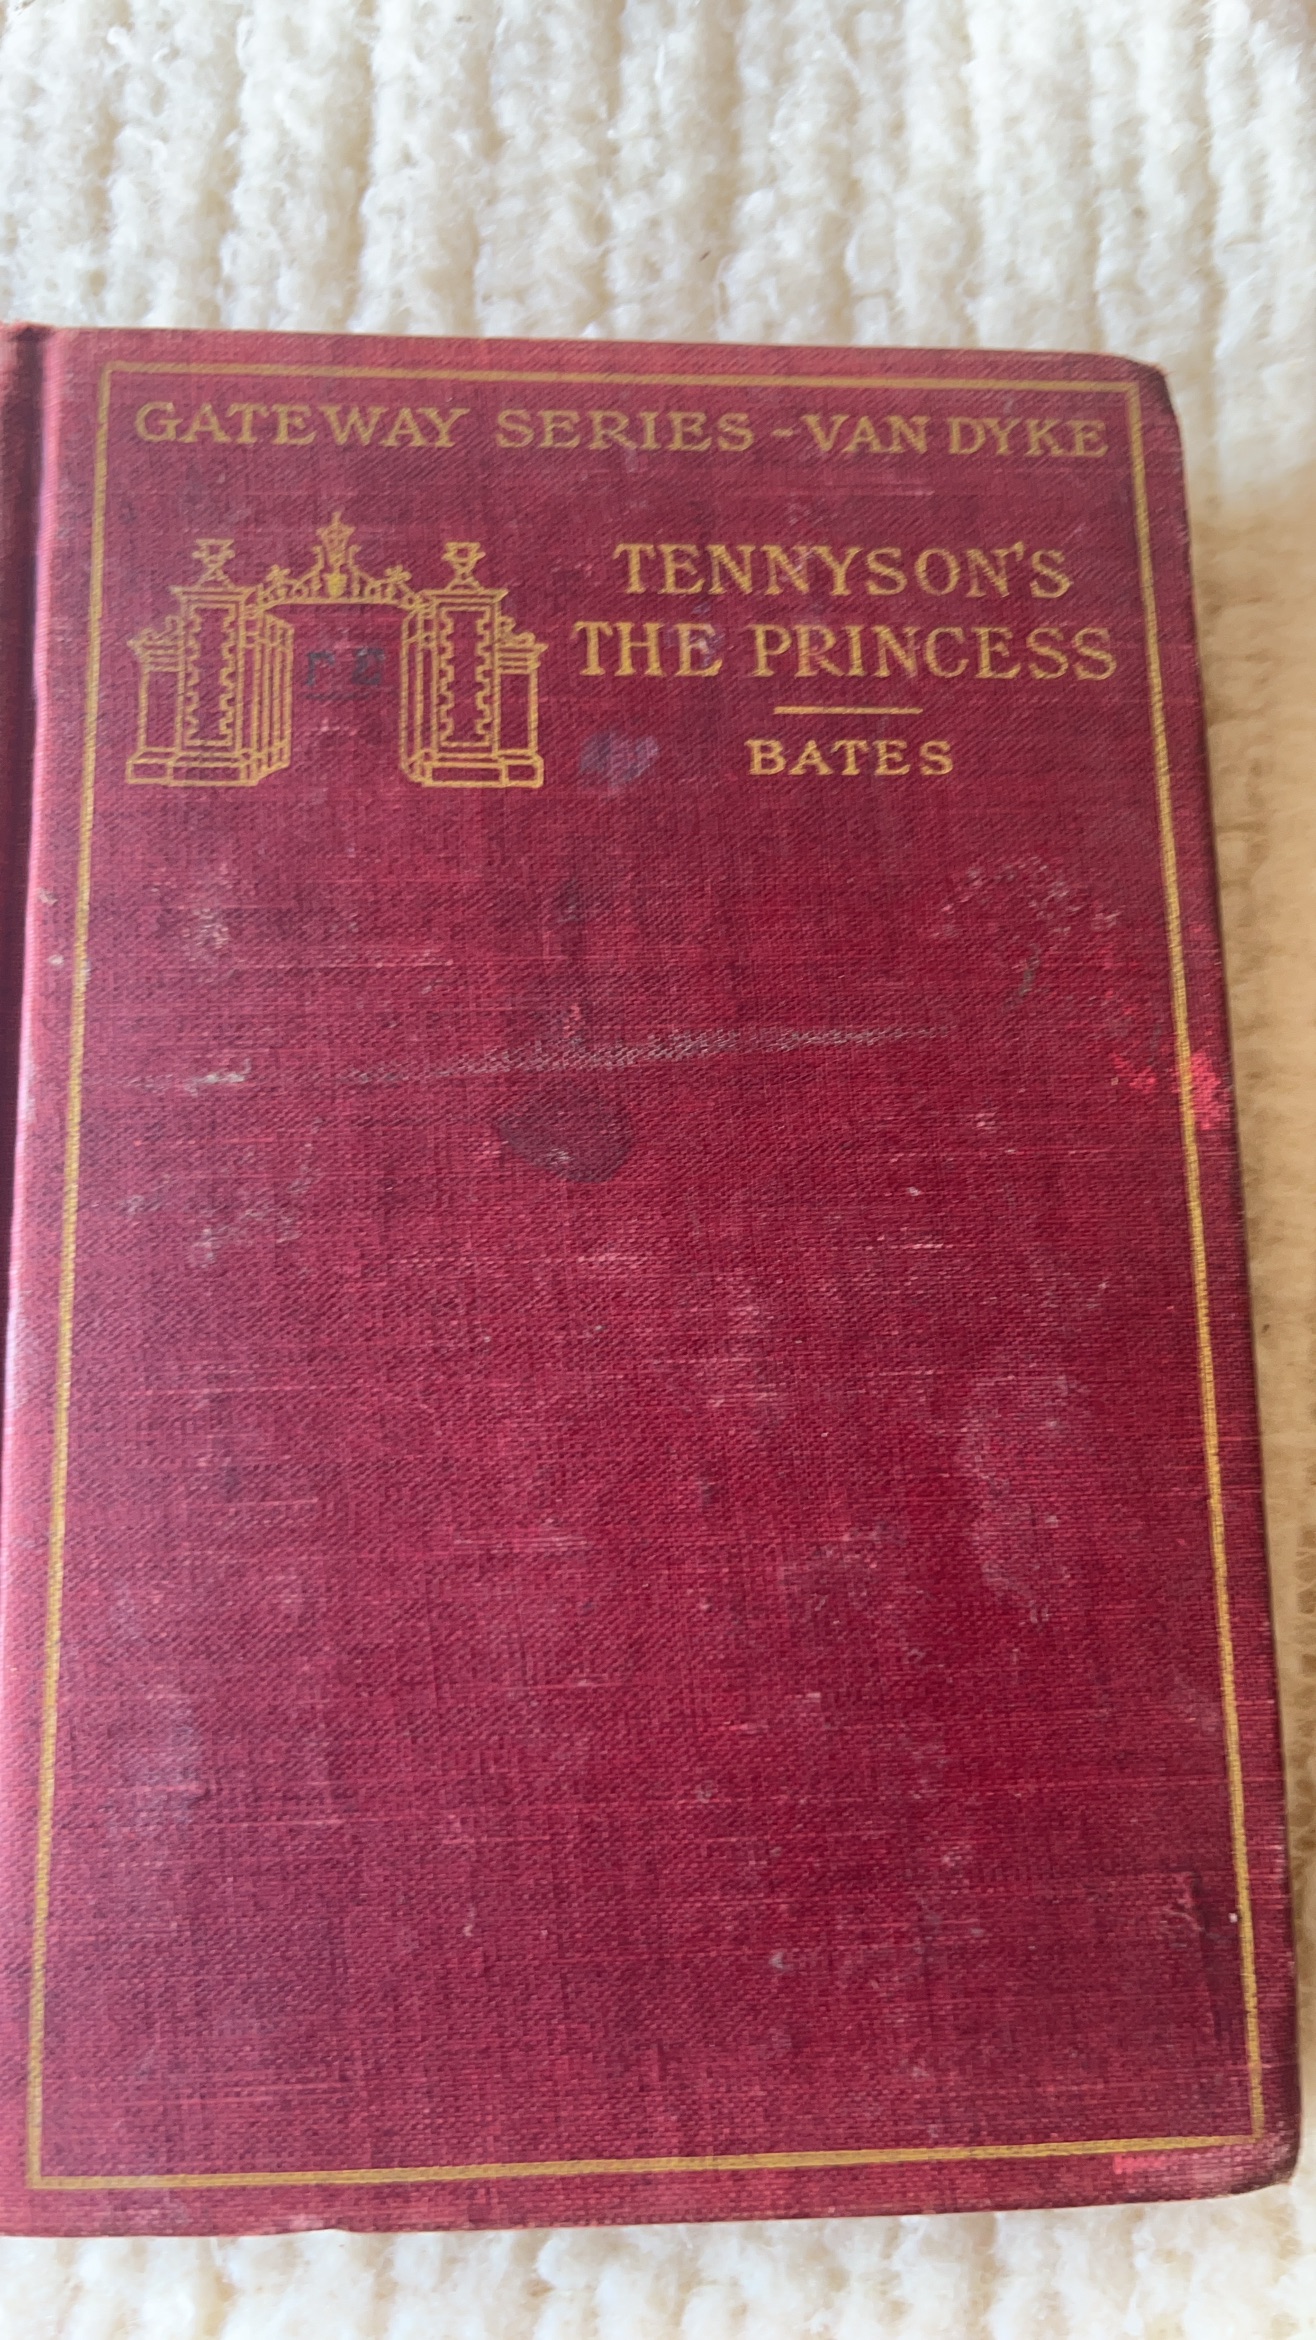 GATEWAY SERIES - VAN DYKE
TENNYSON'S
THE PRINCESS
BATES